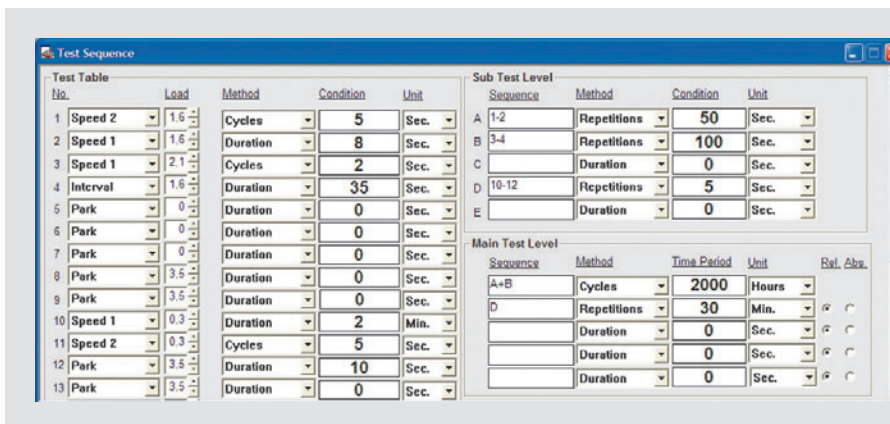 Test Sequence
Test Table
No. Load Method Condition Unit
1 Speed 2 1,6 Cycles 5 Sec.
2 Speed 1 1,6 Duration 8 Sec.
3 Speed 1 2,1 Cycles 2 Sec.
4 Interval 1,6 Duration 35 Sec.
5 Park 0 Duration 0 Sec.
6 Park 0 Duration 0 Sec.
7 Park 0 Duration 0 Sec.
8 Park 3,5 Duration 0 Sec.
9 Park 3,5 Duration 0 Sec.
10 Speed 1 0,3 Duration 2 Min.
11 Speed 2 0,3 Cycles 5 Sec.
12 Park 3,5 Duration 10 Sec.
13 Park 3,5 Duration 0 Sec.
Sub Test Level
Sequence Method Condition Unit
A 1-2 Repetitions 50 Sec.
B 3-4 Repetitions 100 Sec.
C Duration 0 Sec.
D 10-12 Repetitions 5 Sec.
E Duration 0 Sec.
Main Test Level
Sequence Method Time Period Unit Rel. Abs.
A+B Cycles 2000 Hours
D Repetitions 30 Min.
Duration 0 Sec.
Duration 0 Sec.
Duration 0 Sec.